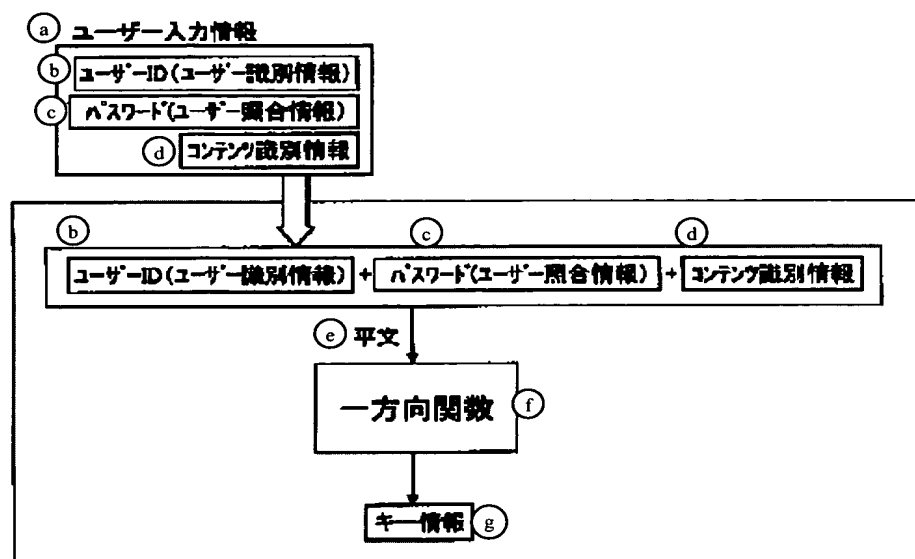 a ユーザー入力情報
b ユーザーID(ユーザー識別情報)
c パスワード(ユーザー照合情報)
d コンテンツ識別情報
b c d
ユーザーID(ユーザー識別情報) + パスワード(ユーザー照合情報) + コンテンツ識別情報
e 平文
一方向関数 f
キー情報 g